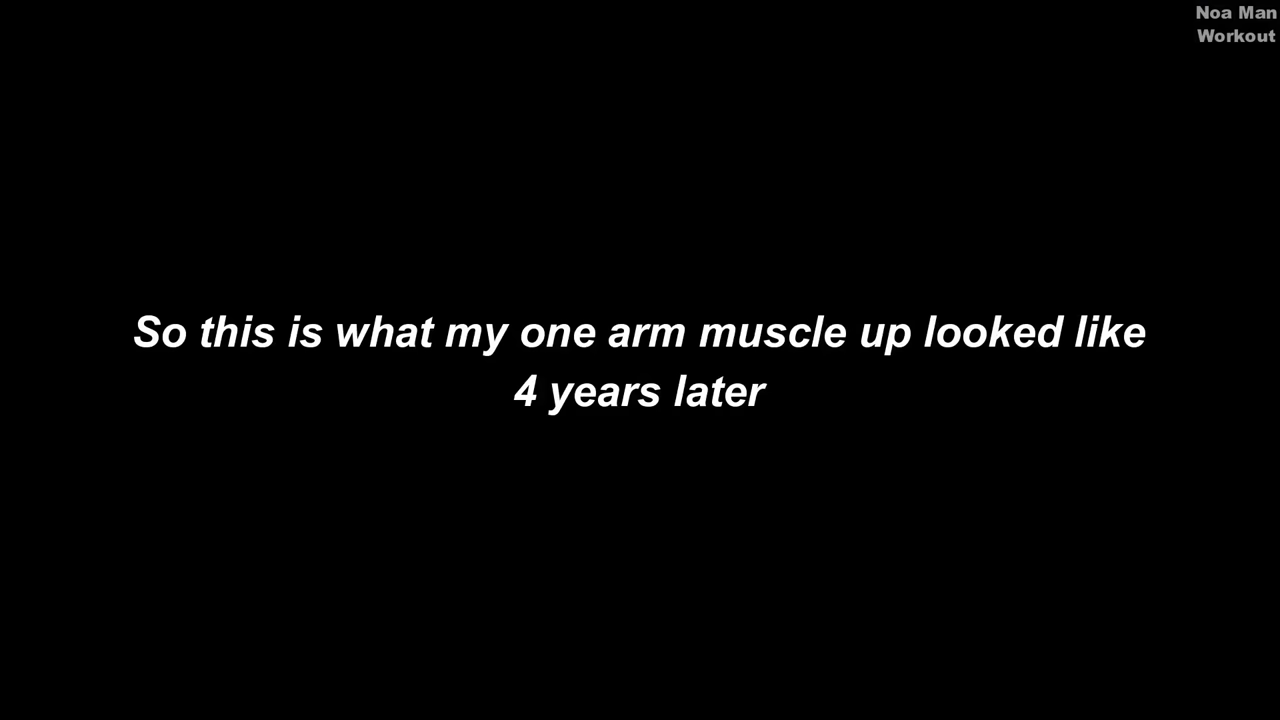 Noa Man
Workout
So this is what my one arm muscle up looked like
4 years later